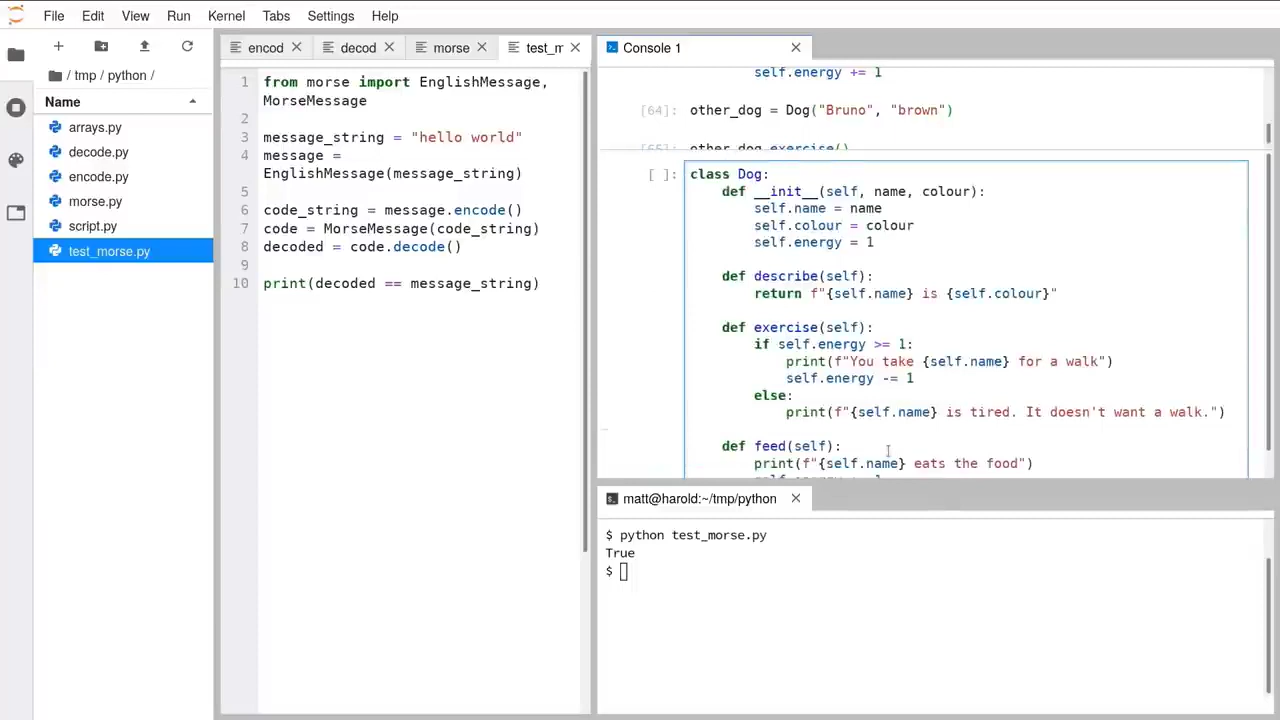 File Edit View Run Kernel Tabs Settings Help
/ tmp / python /
Name
arrays.py
decode.py
encode.py
morse.py
script.py
test_morse.py
encod
decod
morse
test_m
1 from morse import EnglishMessage,
MorseMessage
2
3 message_string = "hello world"
4 message =
EnglishMessage(message_string)
5
6 code_string = message.encode()
7 code = MorseMessage(code_string)
8 decoded = code.decode()
9
10 print(decoded == message_string)
Console 1
self.energy += 1
[64]: other_dog = Dog("Bruno", "brown")
[65]: other_dog.exercise()
[ ]: class Dog:
def __init__(self, name, colour):
self.name = name
self.colour = colour
self.energy = 1
def describe(self):
return f"{self.name} is {self.colour}"
def exercise(self):
if self.energy >= 1:
print(f"You take {self.name} for a walk")
self.energy -= 1
else:
print(f"{self.name} is tired. It doesn't want a walk.")
def feed(self):
print(f"{self.name} eats the food")
matt@harold:~/tmp/python
$ python test_morse.py
True
$